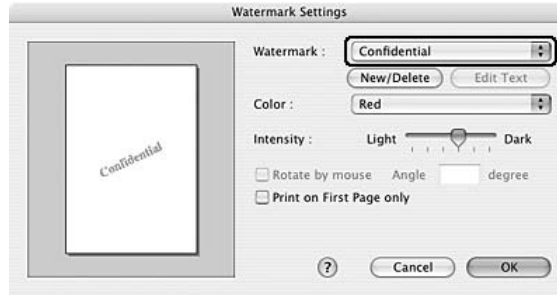 Watermark Settings
Watermark : Confidential
New/Delete Edit Text
Color : Red
Intensity : Light Dark
Confidential
Rotate by mouse Angle degree
Print on First Page only
? Cancel OK